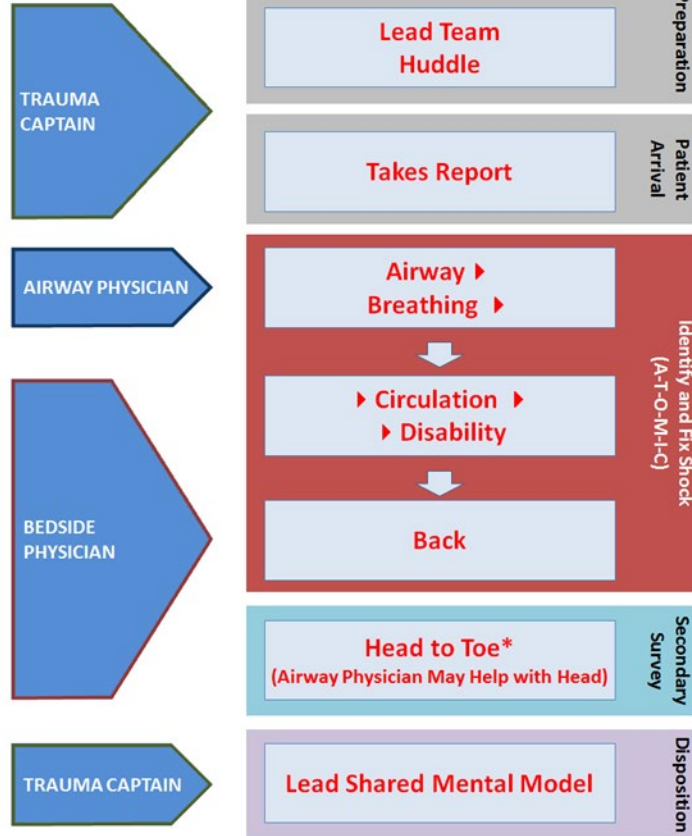 TRAUMA
CAPTAIN
Lead Team
Huddle
Preparation
Takes Report
Patient
Arrival
AIRWAY PHYSICIAN
Airway
Breathing
Circulation
Disability
Back
Identify and Fix Shock
(A-T-O-M-I-C)
BEDSIDE
PHYSICIAN
Head to Toe*
(Airway Physician May Help with Head)
Secondary
Survey
TRAUMA CAPTAIN
Lead Shared Mental Model
Disposition